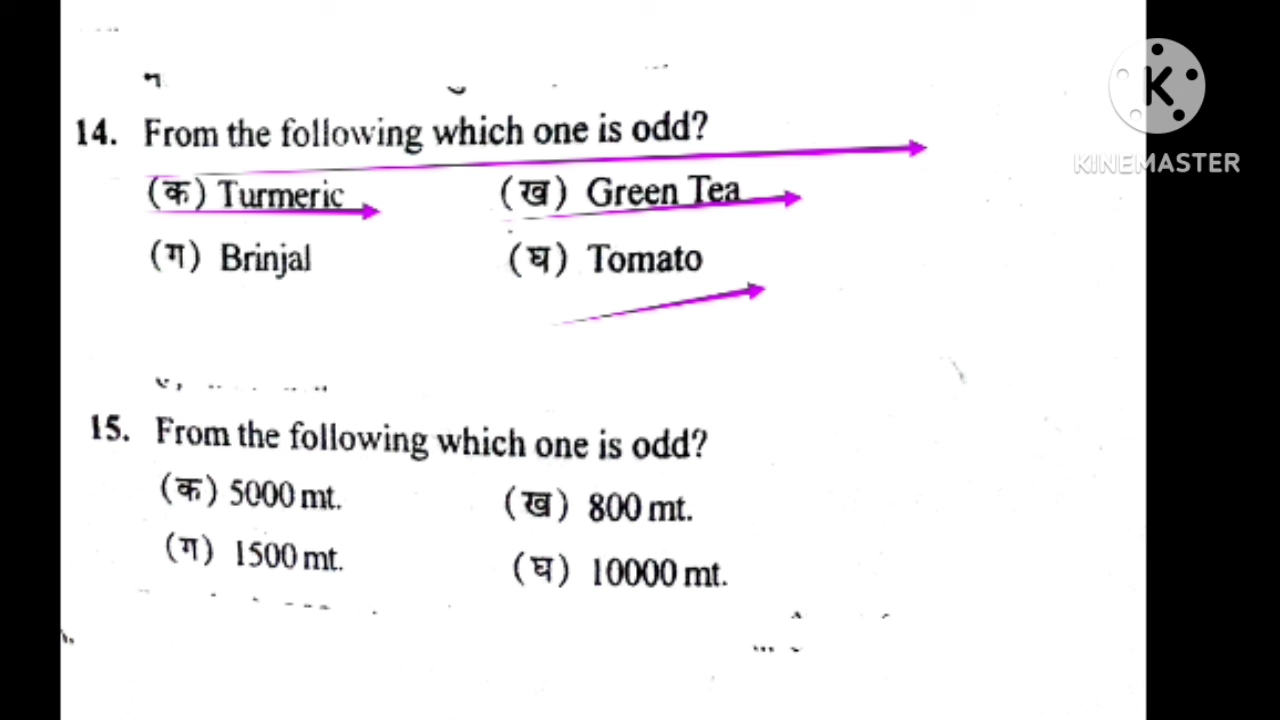 14. From the following which one is odd?
(क) Turmeric (ख) Green Tea
(ग) Brinjal (घ) Tomato
15. From the following which one is odd?
(क) 5000 mt. (ख) 800 mt.
(ग) 1500 mt. (घ) 10000 mt.
K
KINEMASTER